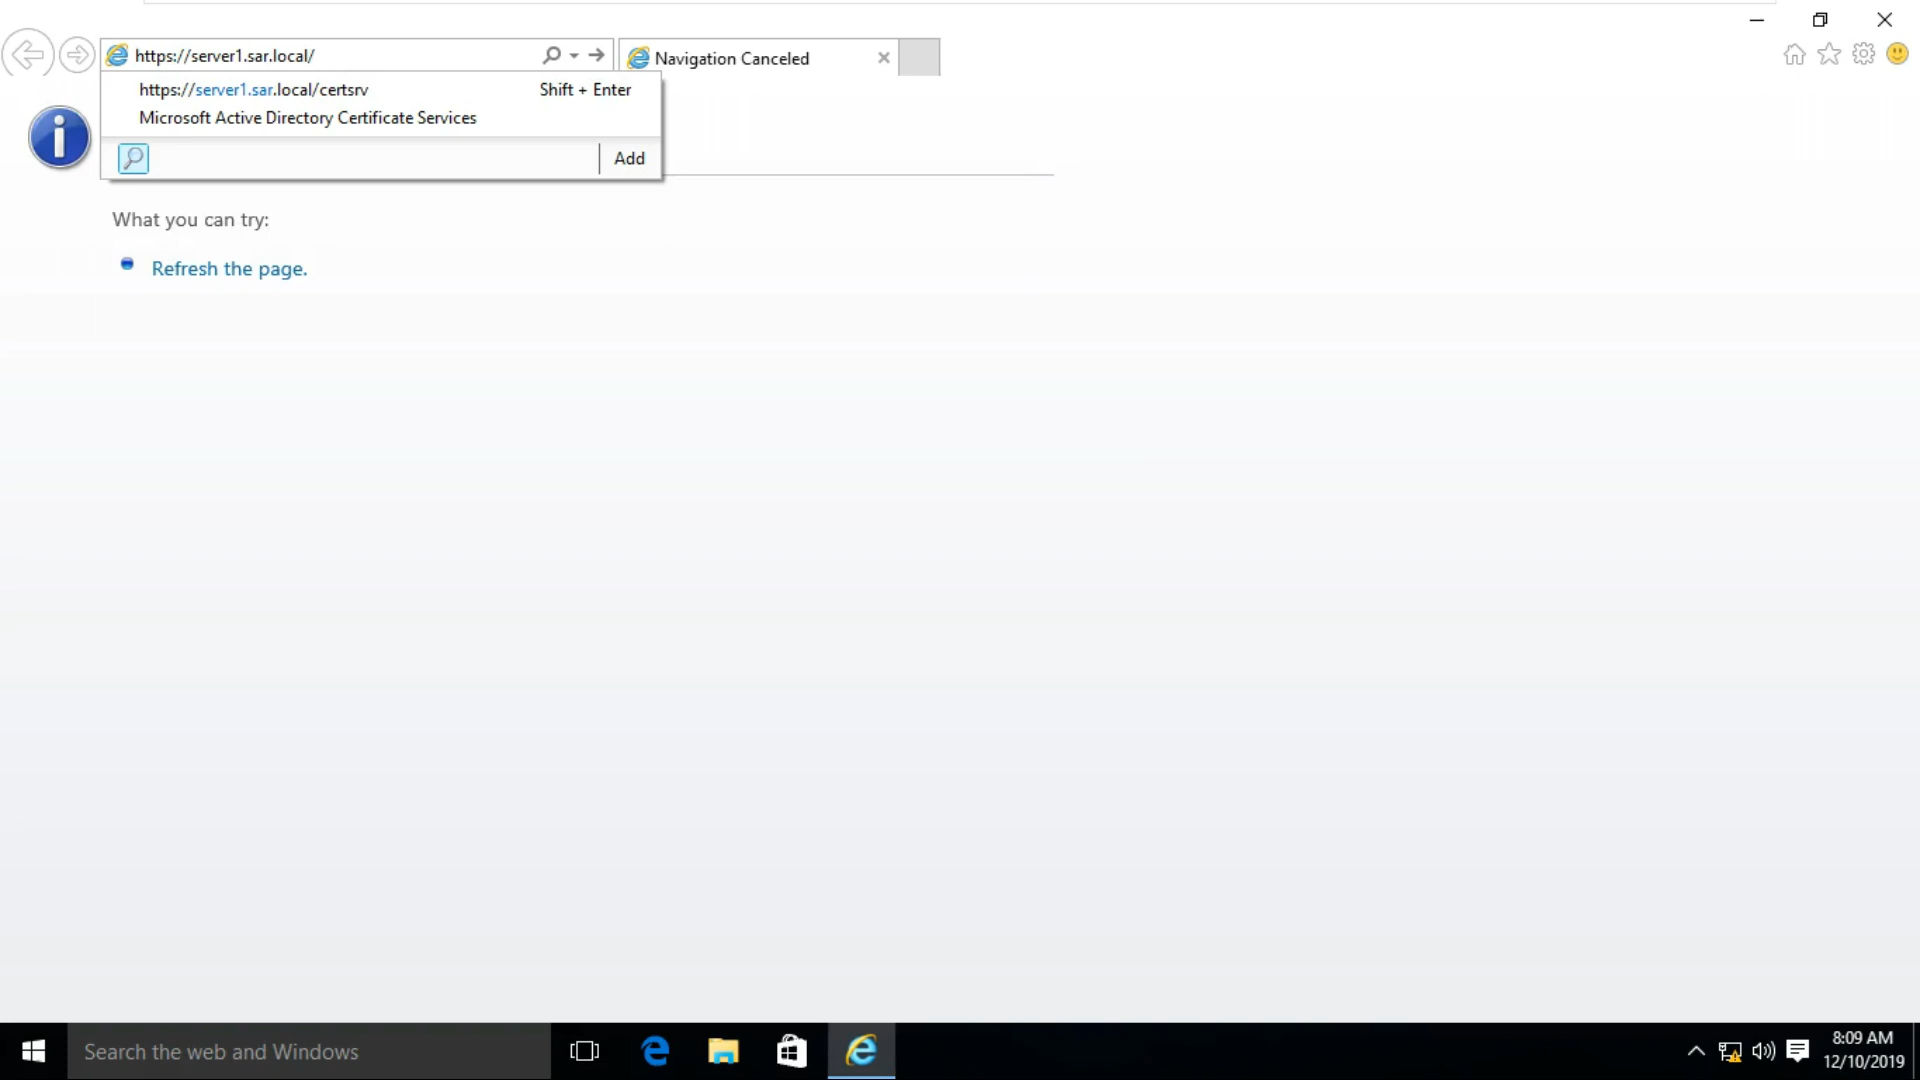 https://server1.sar.local/
Navigation Canceled
https://server1.sar.local/certsrv
Shift + Enter
Microsoft Active Directory Certificate Services
Add
What you can try:
Refresh the page.
Search the web and Windows
8:09 AM
12/10/2019